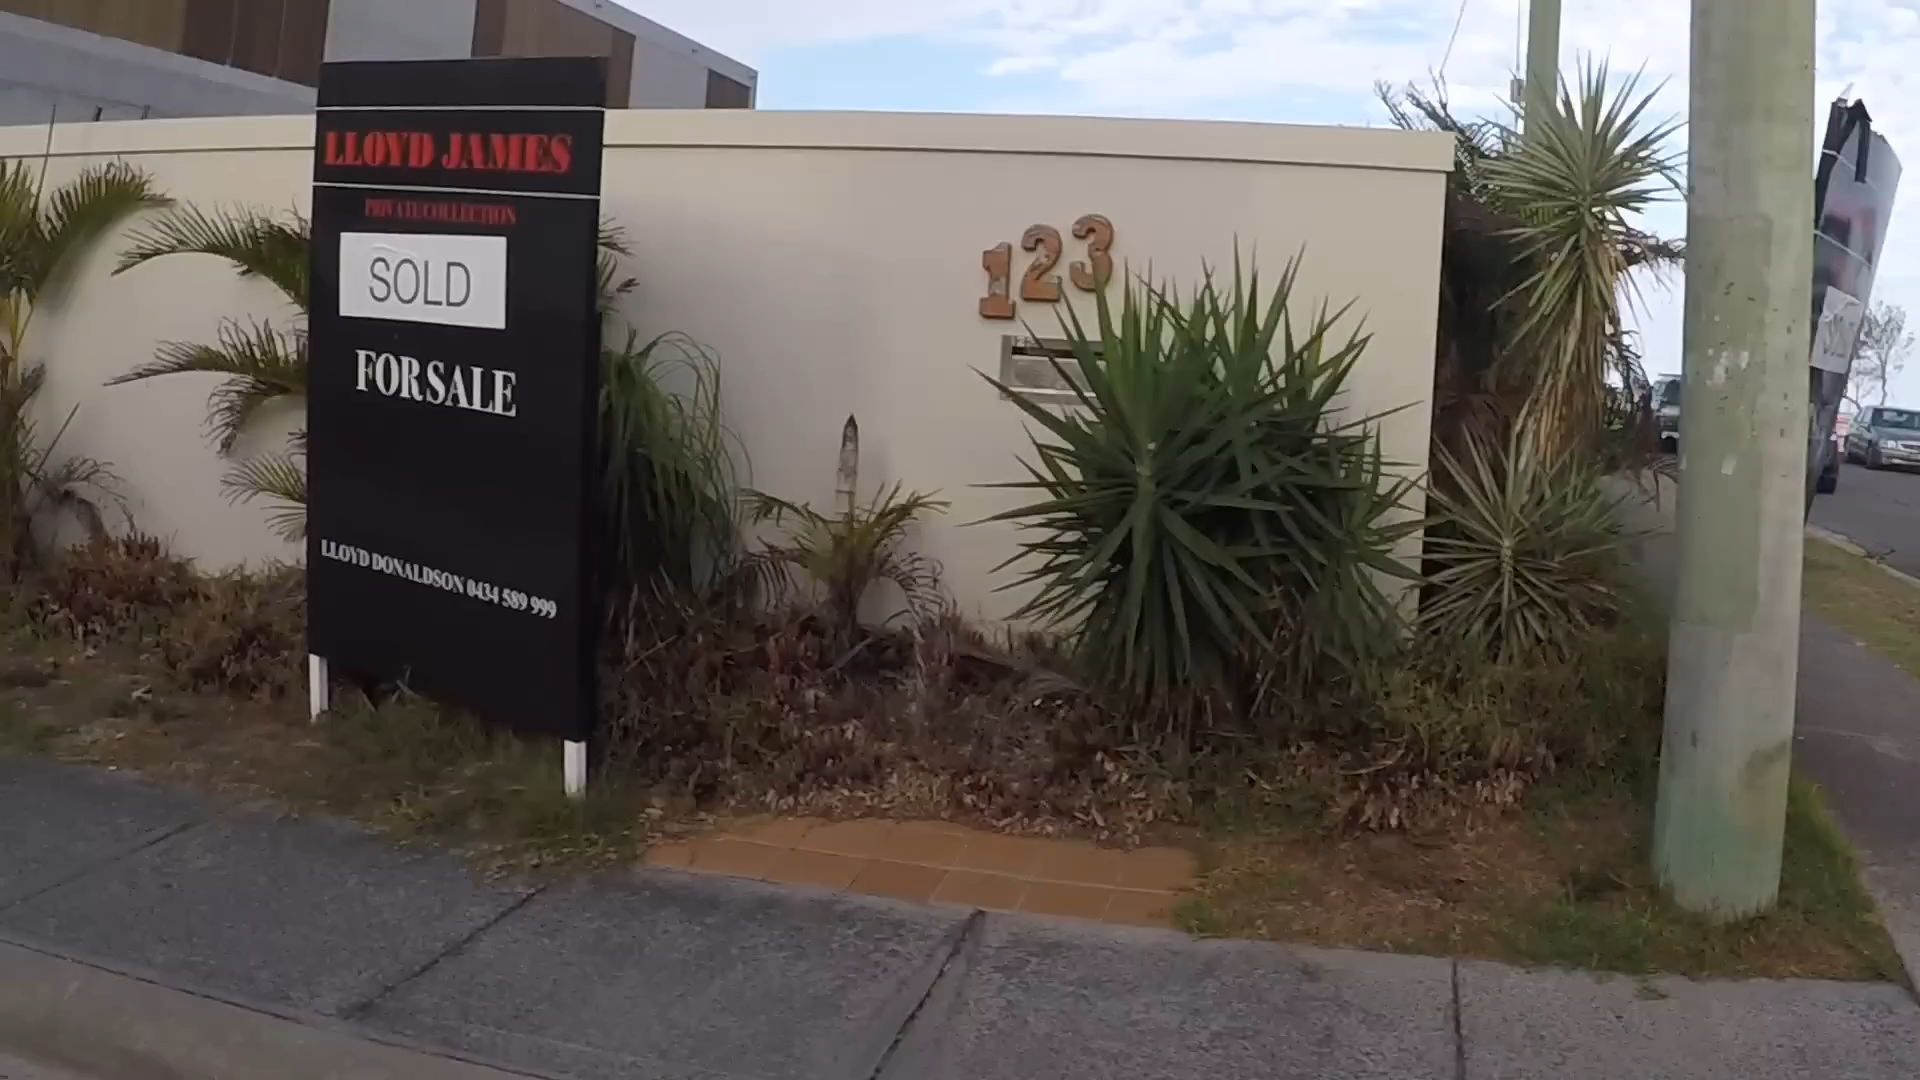 LLOYD JAMES
PRIVATE COLLECTION
SOLD
FOR SALE
LLOYD DONALDSON 0434 589 999
123